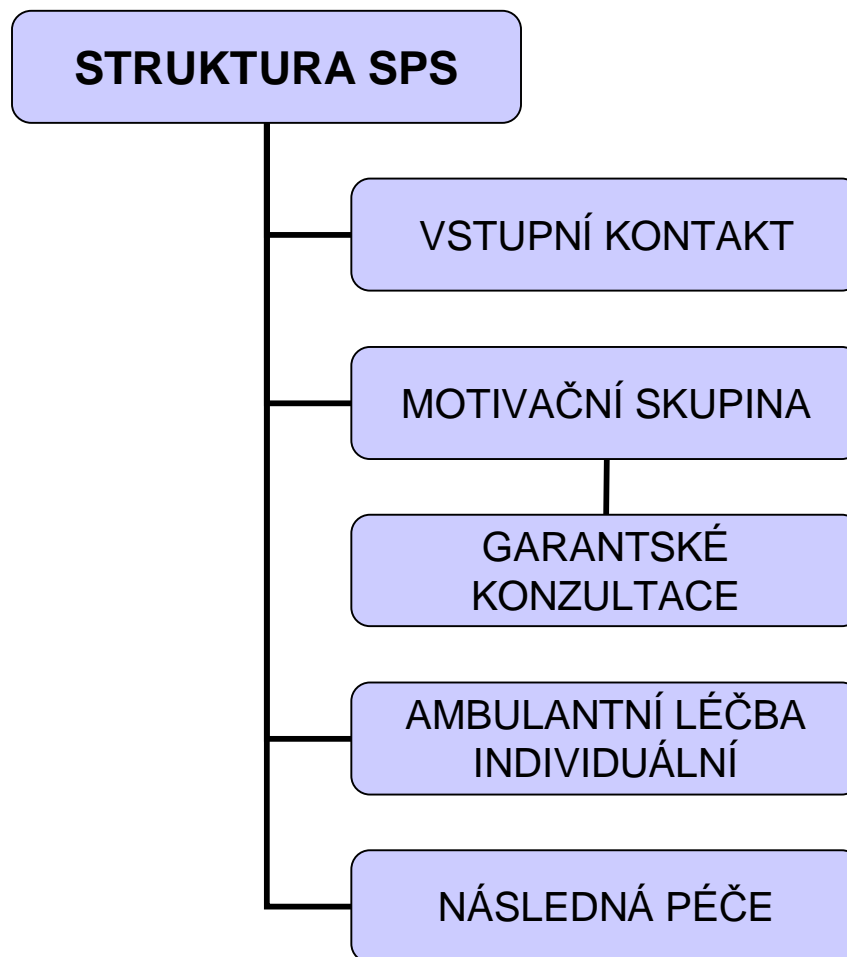 STRUKTURA SPS
VSTUPNÍ KONTAKT
MOTIVAČNÍ SKUPINA
GARANTSKÉ
KONZULTACE
AMBULANTNÍ LÉČBA
INDIVIDUÁLNÍ
NÁSLEDNÁ PÉČE